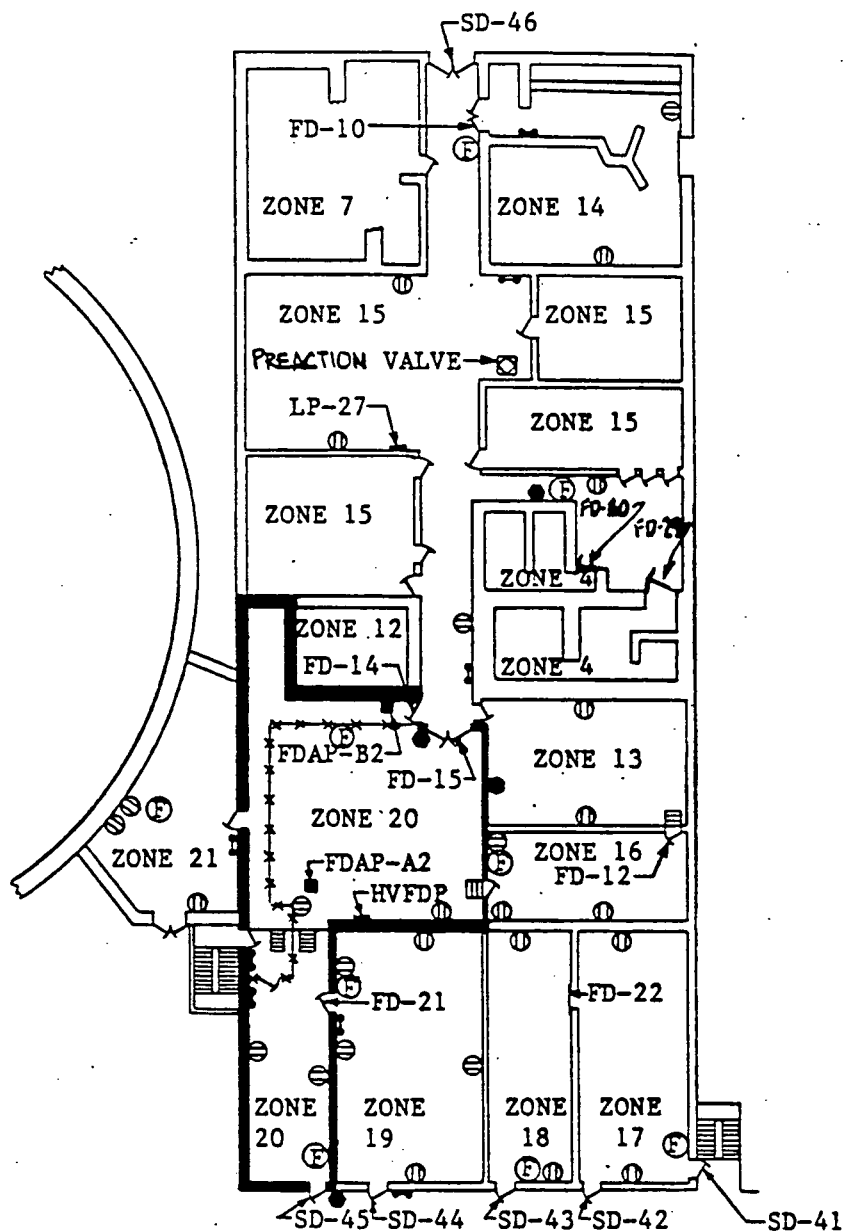 SD-46
FD-10
F
ZONE 7
ZONE 14
ZONE 15
ZONE 15
PREACTION VALVE
LP-27
ZONE 15
F
ZONE 15
ZONE 4
ZONE 12
ZONE 4
FD-14
F
FDAP-B2
FD-15
ZONE 13
ZONE 20
F
ZONE 21
ZONE 16
F
FDAP-A2
FD-12
HVFDP
F
FD-21
FD-22
ZONE
20
ZONE
19
ZONE
18
ZONE
17
F
F
F
SD-45
SD-44
SD-43
SD-42
SD-41